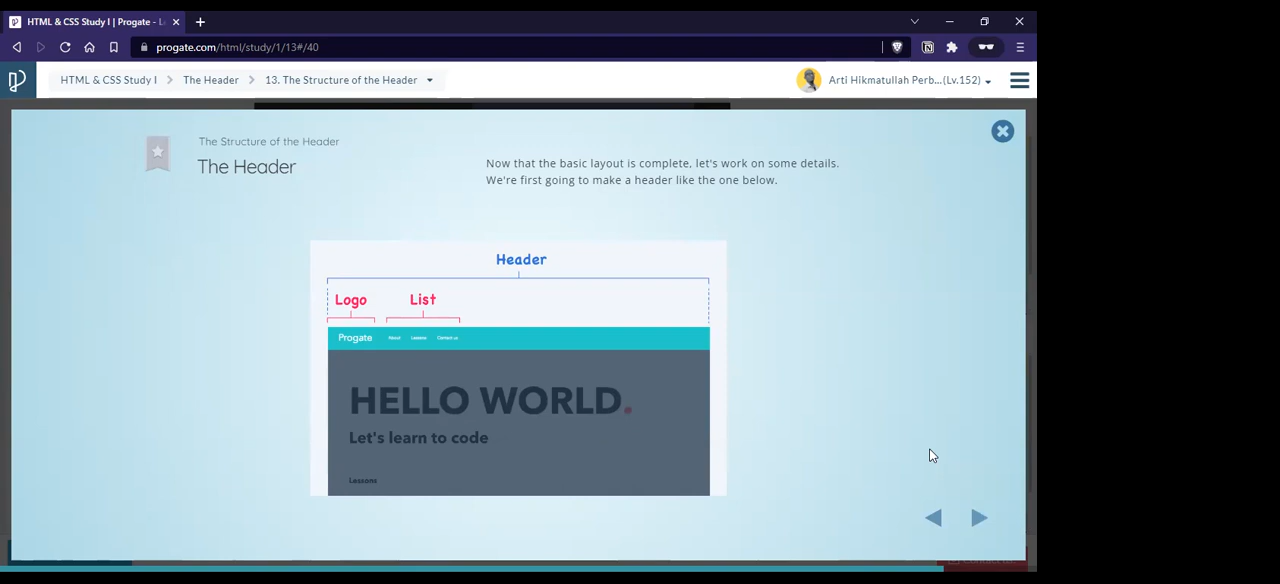 HTML & CSS Study I | Progate - L
progate.com/html/study/1/13#/40
HTML & CSS Study I
The Header
13. The Structure of the Header
Arti Hikmatullah Perb...(Lv.152)
The Structure of the Header
The Header
Now that the basic layout is complete, let's work on some details.
We're first going to make a header like the one below.
Header
Logo
List
Progate
About
Lessons
Contact us
HELLO WORLD.
Let's learn to code
Lessons